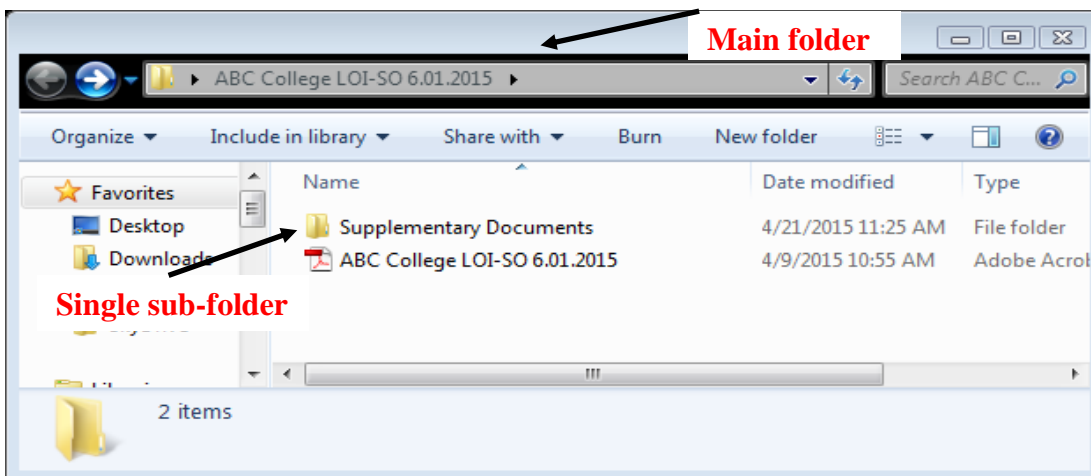 Main folder
ABC College LOI-SO 6.01.2015
Search ABC C...
Organize Include in library Share with Burn New folder
Name Date modified Type
Favorites
Desktop
Downloads
Supplementary Documents 4/21/2015 11:25 AM File folder
ABC College LOI-SO 6.01.2015 4/9/2015 10:55 AM Adobe Acrob
Single sub-folder
2 items